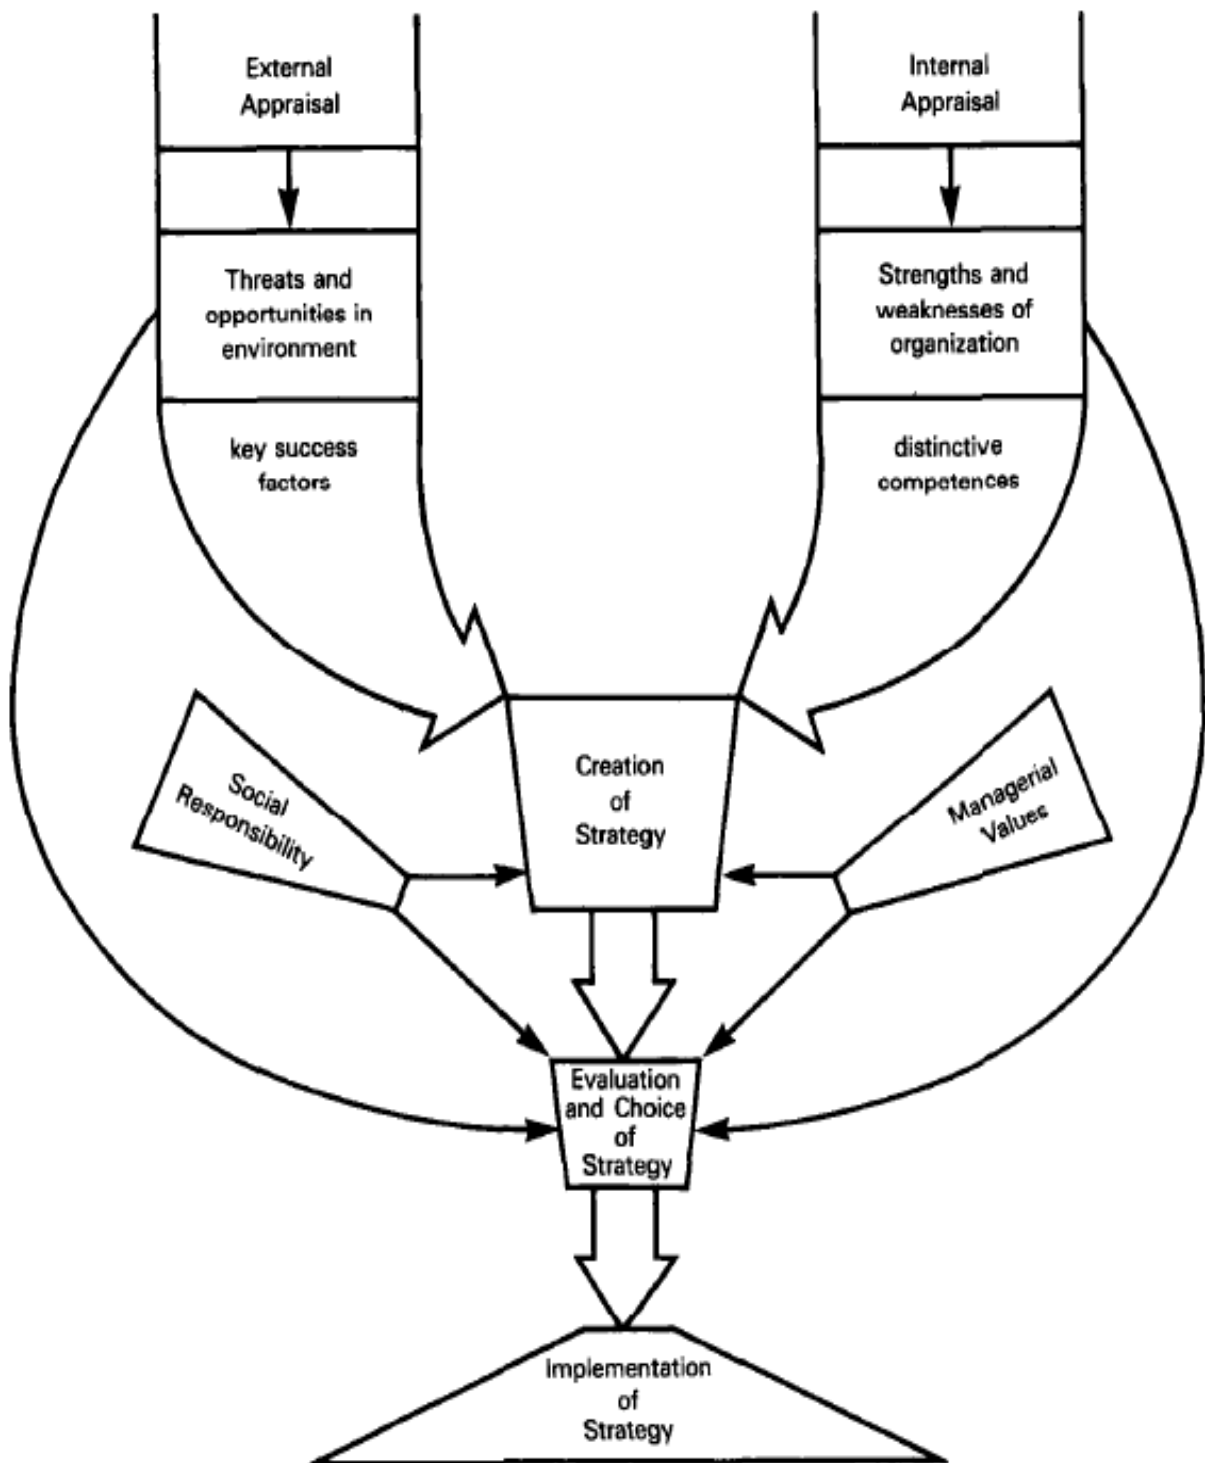 External
Appraisal
Internal
Appraisal
Threats and
opportunities in
environment
Strengths and
weaknesses of
organization
key success
factors
distinctive
competences
Social
Responsibility
Creation
of
Strategy
Managerial
Values
Evaluation
and Choice
of
Strategy
Implementation
of
Strategy